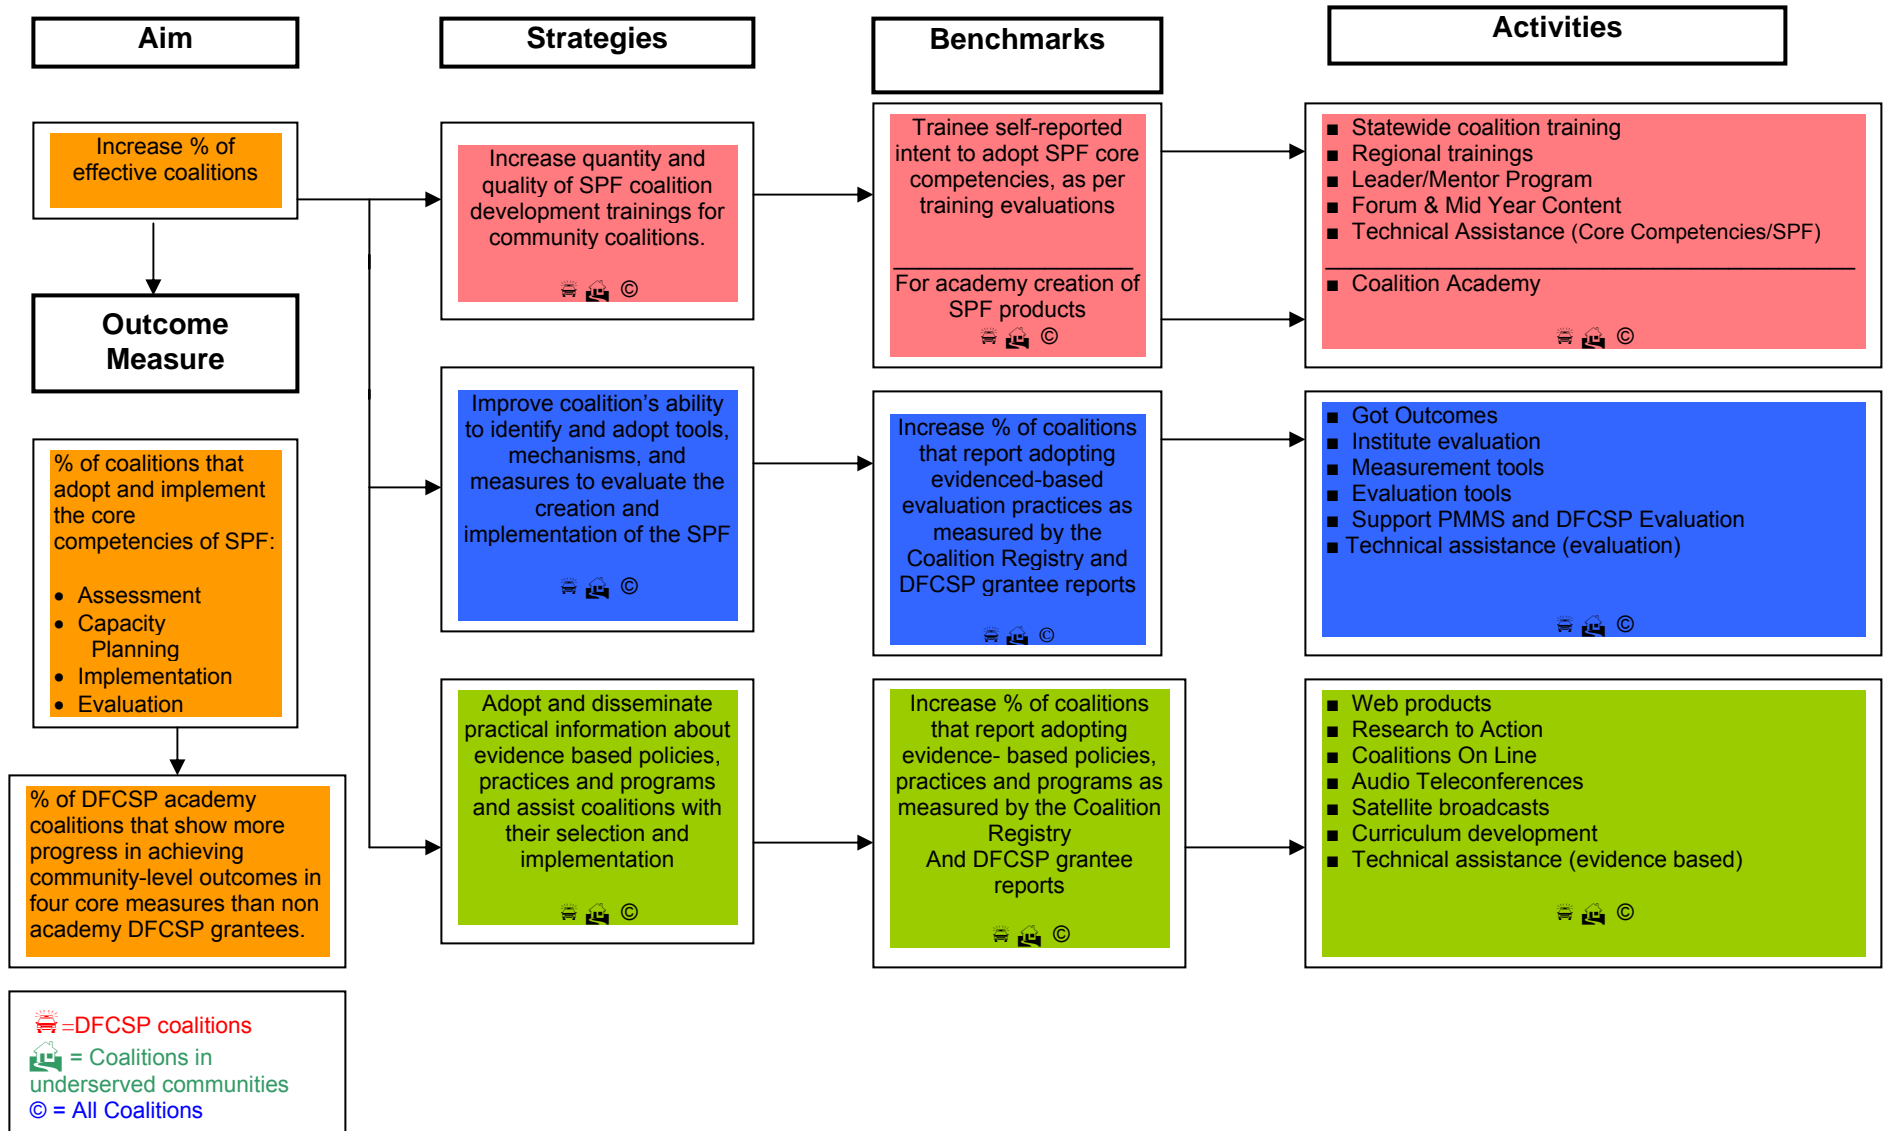 Aim
Strategies
Benchmarks
Activities
Increase % of
effective coalitions
Outcome
Measure
% of coalitions that
adopt and implement
the core
competencies of SPF:
• Assessment
• Capacity
Planning
• Implementation
• Evaluation
% of DFCSP academy
coalitions that show more
progress in achieving
community-level outcomes in
four core measures than non
academy DFCSP grantees.
=DFCSP coalitions
= Coalitions in
underserved communities
© = All Coalitions
Increase quantity and
quality of SPF coalition
development trainings for
community coalitions.
©
Improve coalition’s ability
to identify and adopt tools,
mechanisms, and
measures to evaluate the
creation and
implementation of the SPF
©
Adopt and disseminate
practical information about
evidence based policies,
practices and programs
and assist coalitions with
their selection and
implementation
©
Trainee self-reported
intent to adopt SPF core
competencies, as per
training evaluations
For academy creation of
SPF products
©
Increase % of coalitions
that report adopting
evidenced-based
evaluation practices as
measured by the
Coalition Registry and
DFCSP grantee reports
©
Increase % of coalitions
that report adopting
evidence- based policies,
practices and programs as
measured by the Coalition
Registry
And DFCSP grantee
reports
©
■ Statewide coalition training
■ Regional trainings
■ Leader/Mentor Program
■ Forum & Mid Year Content
■ Technical Assistance (Core Competencies/SPF)
■ Coalition Academy
©
■ Got Outcomes
■ Institute evaluation
■ Measurement tools
■ Evaluation tools
■ Support PMMS and DFCSP Evaluation
■ Technical assistance (evaluation)
©
■ Web products
■ Research to Action
■ Coalitions On Line
■ Audio Teleconferences
■ Satellite broadcasts
■ Curriculum development
■ Technical assistance (evidence based)
©